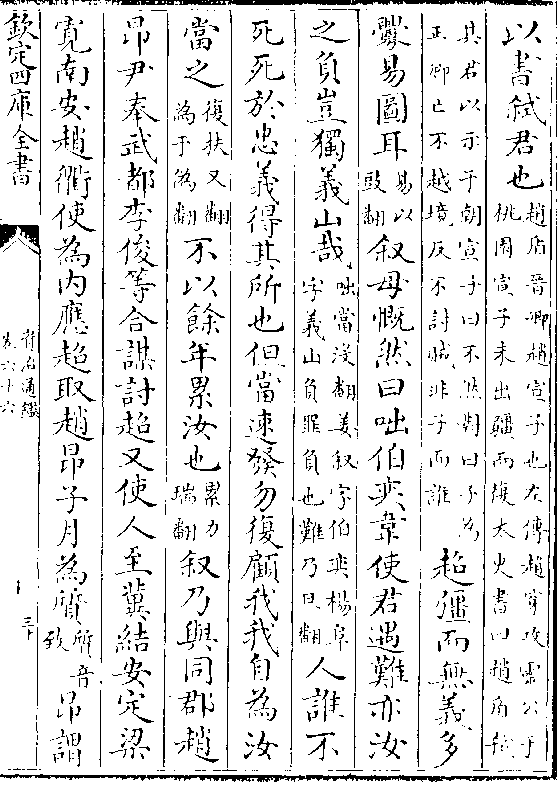 以書弑君也趙盾晉卿趙宣子也左傳趙穿攻靈公于桃園宣子未出疆而復太史書曰趙盾弑
其君以示于朝宣子曰不然對曰子為正卿亡不越境反不討賊非子而誰超彊而無義多
釁易圖耳易以豉翻叙母慨然曰咄伯奕韋使君遇難亦汝
之負豈獨義山哉咄當沒翻姜叙字伯奕楊阜字義山負罪負也難乃旦翻人誰不
死死於忠義得其所也但當速發勿復顧我我自為汝
當之復扶又翻為于為翻不以餘年累汝也累力瑞翻叙乃與同郡趙
昂尹奉武都李俊等合謀討超又使人至冀結安定梁
寛南安趙衢使為内應超取趙昂子月為質質音致昂謂
欽定四庫全書
資治通鑑
卷六十六
三十